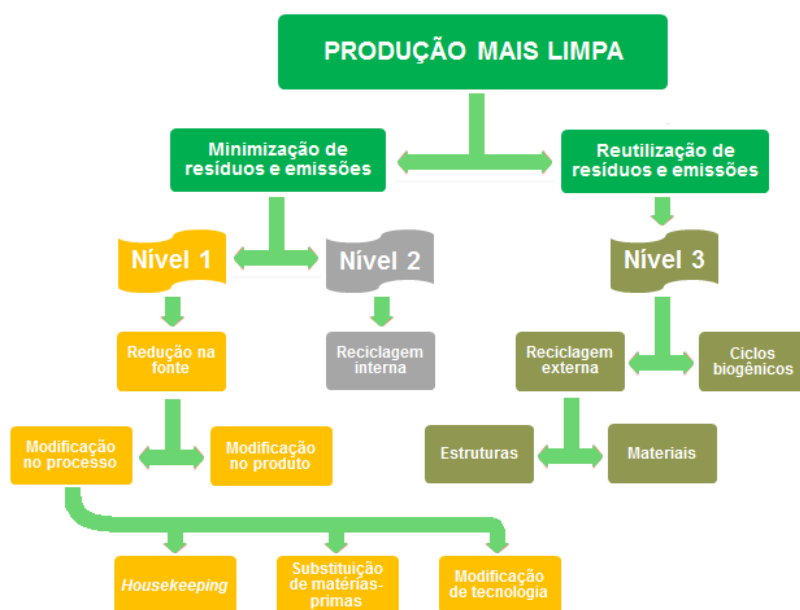 PRODUÇÃO MAIS LIMPA
Minimização de
resíduos e emissões
Reutilização de
resíduos e emissões
Nível 1
Nível 2
Nível 3
Redução na
fonte
Reciclagem
interna
Reciclagem
externa
Ciclos
biogênicos
Modificação
no processo
Modificação
no produto
Estruturas
Materiais
Housekeeping
Substituição
de matérias-
primas
Modificação
de tecnológia